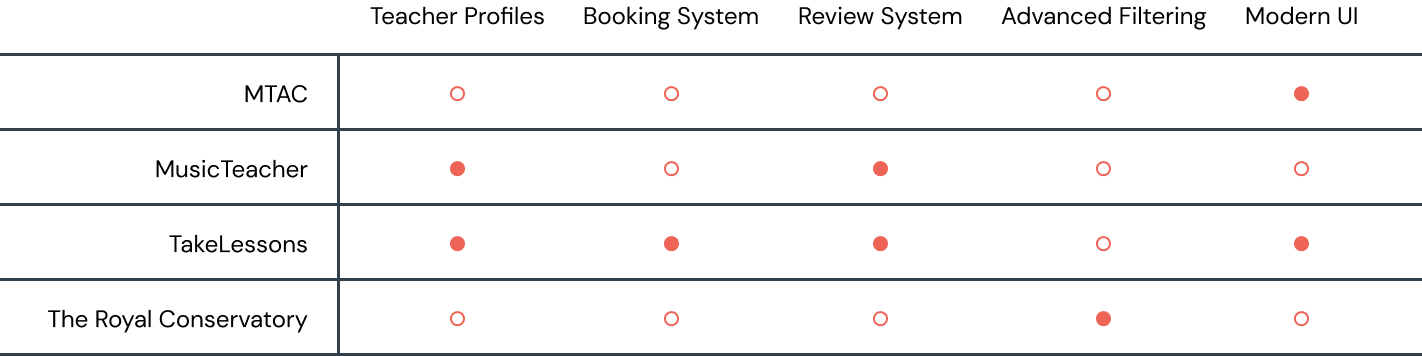 Teacher Profiles Booking System Review System Advanced Filtering Modern UI
MTAC
MusicTeacher
TakeLessons
The Royal Conservatory